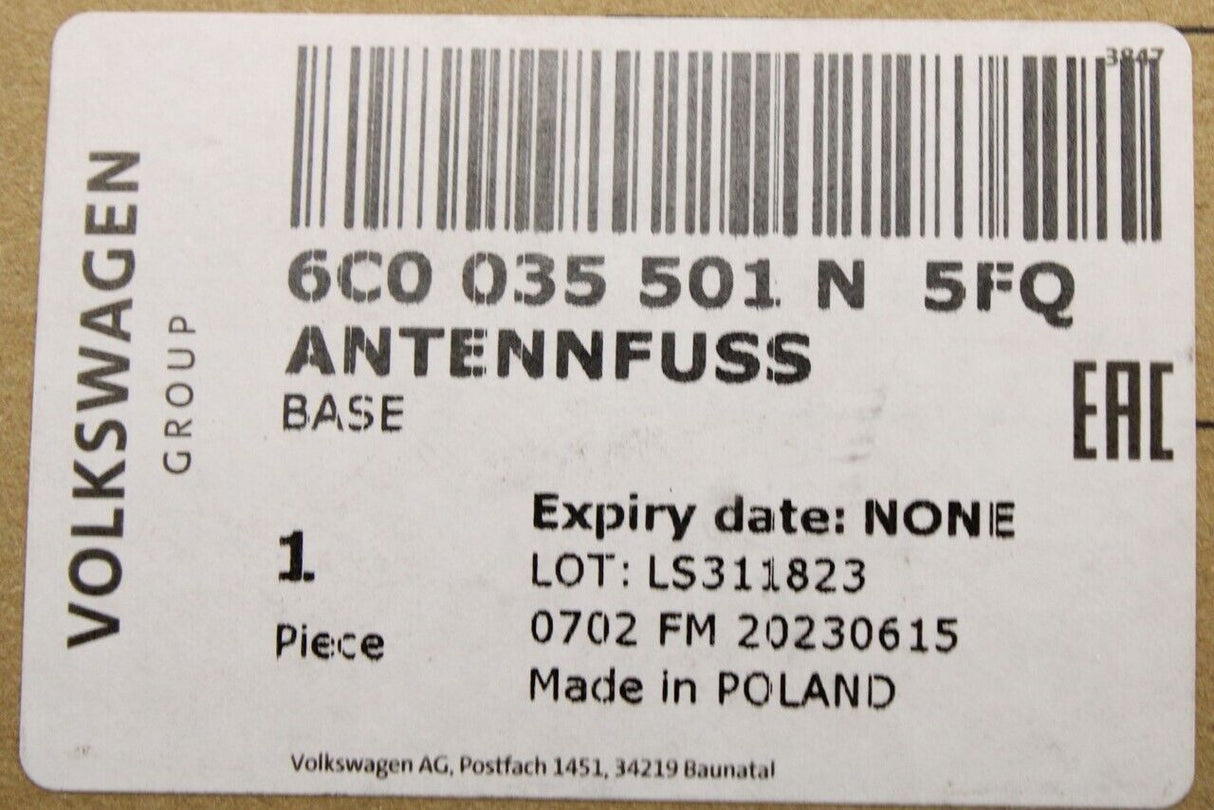 3847
6C0 035 501 N 5FQ
ANTENNFUSS
BASE
EAC
VOLKSWAGEN
GROUP
1
Piece
Expiry date: NONE
LOT: LS311823
0702 FM 20230615
Made in POLAND
Volkswagen AG, Postfach 1451, 34219 Baunatal